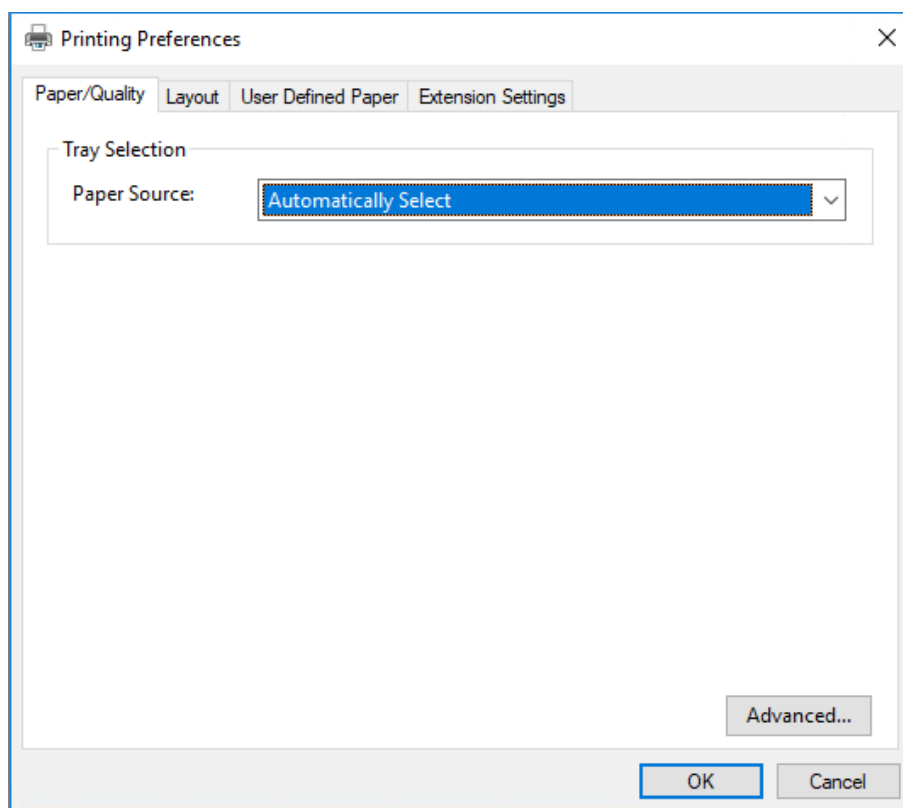 Printing Preferences
Paper/Quality Layout User Defined Paper Extension Settings
Tray Selection
Paper Source: Automatically Select
Advanced...
OK Cancel